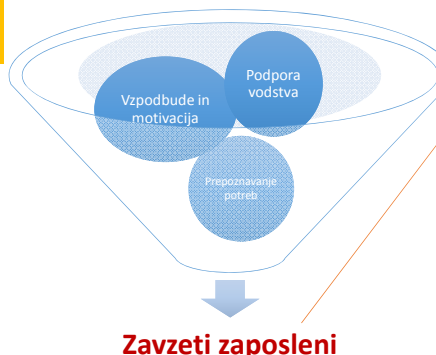 Podpora
vodstva
Vzpodbude in
motivacija
Prepoznavanje
potreb
Zavzeti zaposleni